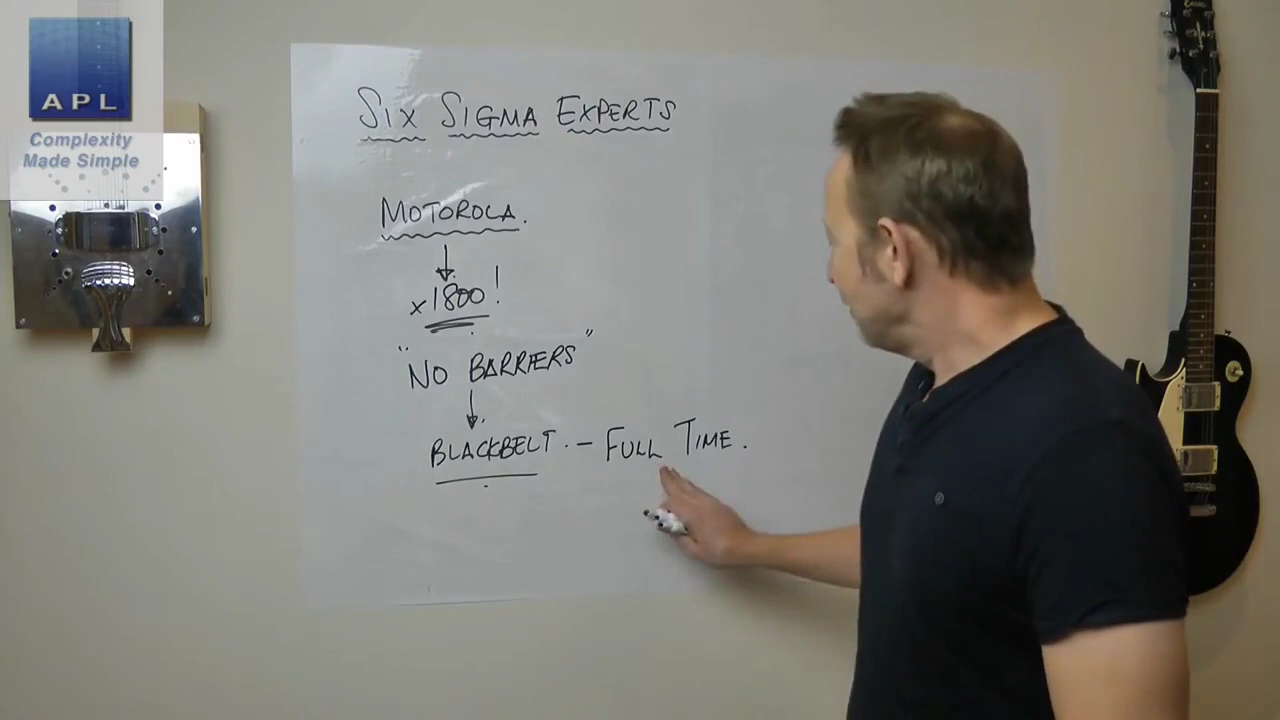 APL
Complexity
Made Simple
SIX SIGMA EXPERTS
MOTOROLA.
x1800!
"NO BARRIERS"
BLACKBELT. - FULL TIME.